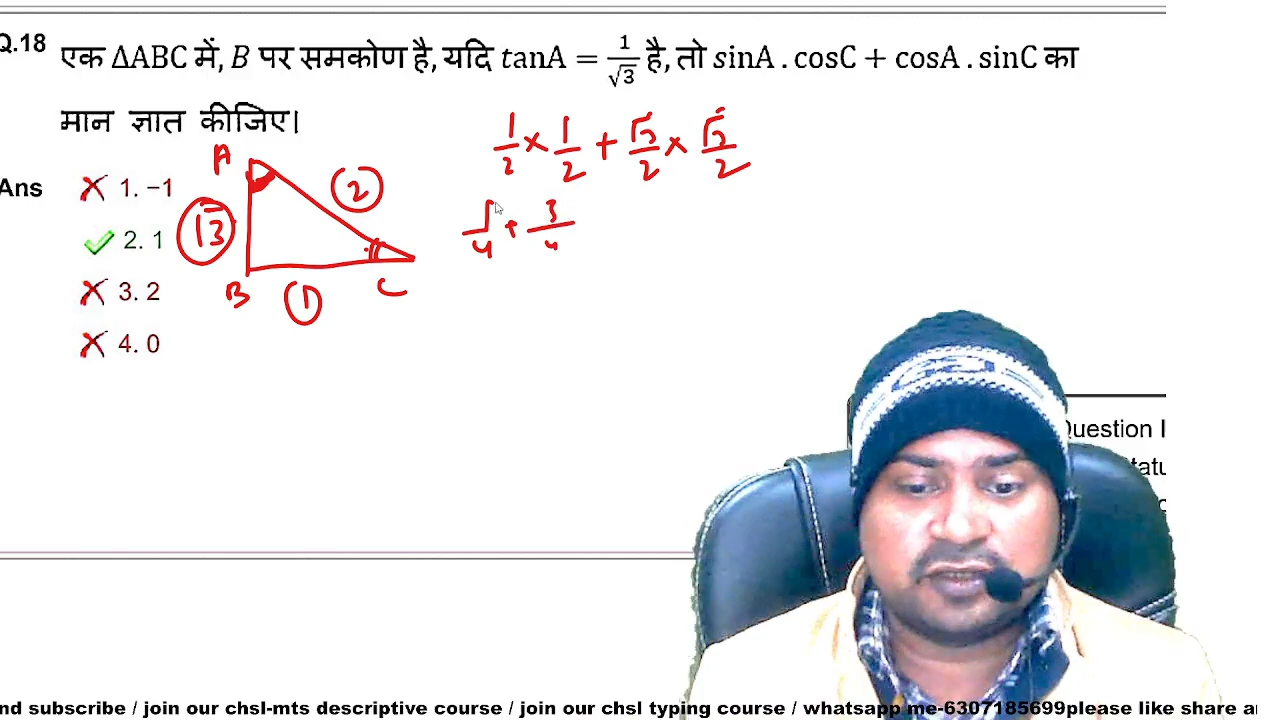 Q.18 एक ΔABC में, B पर समकोण है, यदि tanA = 1/√3 है, तो sinA . cosC + cosA . sinC का
मान ज्ञात कीजिए।
1/2 × 1/2 + √3/2 × √3/2
1/4 + 3/4
A
2
√3
B
1
C
Ans
1. −1
2. 1
3. 2
4. 0
Question I
nd subscribe / join our chsl-mts descriptive course / join our chsl typing course / whatsapp me-6307185699please like share a